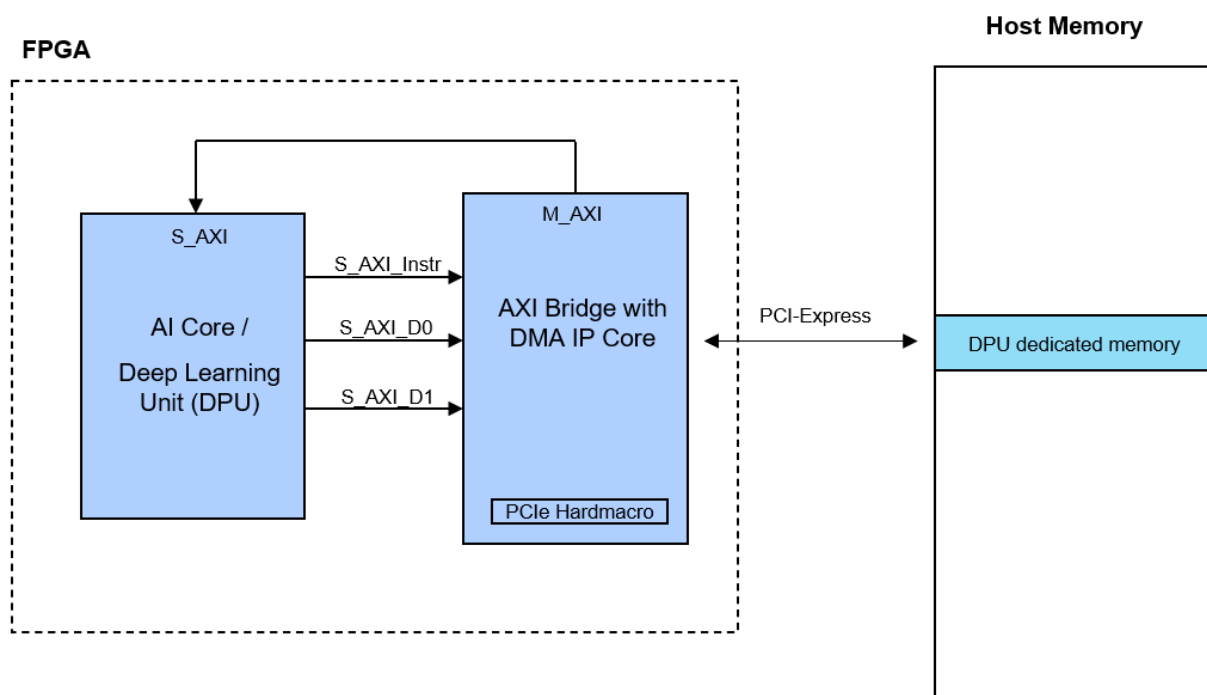 Host Memory
FPGA
S_AXI
M_AXI
S_AXI_Instr
AI Core /
Deep Learning
Unit (DPU)
S_AXI_D0
S_AXI_D1
AXI Bridge with
DMA IP Core
PCIe Hardmacro
PCI-Express
DPU dedicated memory